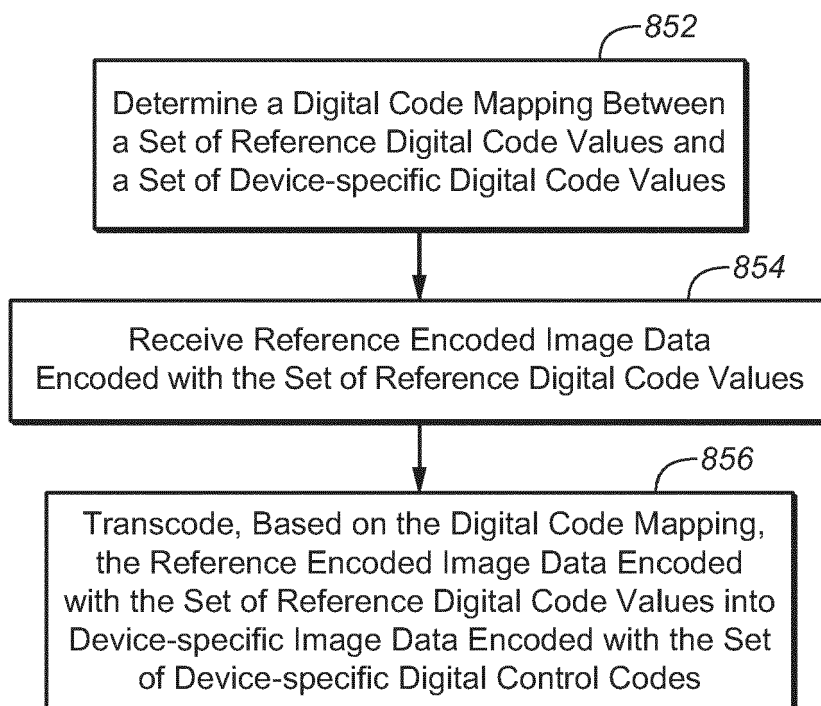 852
Determine a Digital Code Mapping Between
a Set of Reference Digital Code Values and
a Set of Device-specific Digital Code Values
854
Receive Reference Encoded Image Data
Encoded with the Set of Reference Digital Code Values
856
Transcode, Based on the Digital Code Mapping,
the Reference Encoded Image Data Encoded
with the Set of Reference Digital Code Values into
Device-specific Image Data Encoded with the Set
of Device-specific Digital Control Codes